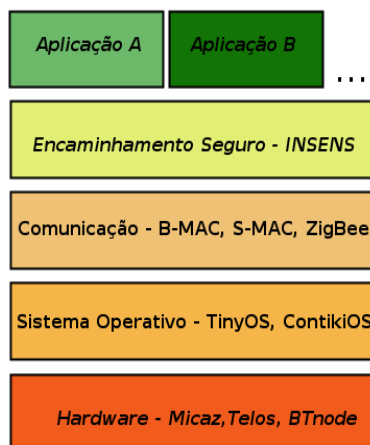 Aplicação A
Aplicação B
...
Encaminhamento Seguro - INSENS
Comunicação - B-MAC, S-MAC, ZigBee
Sistema Operativo - TinyOS, ContikiOS
Hardware - Micaz,Telos, BTnode